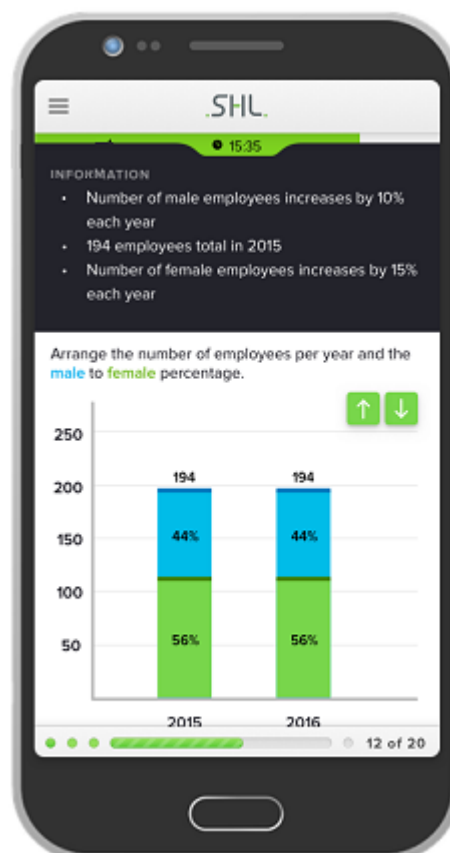 .SHL.
15:35
INFORMATION
• Number of male employees increases by 10%
each year
• 194 employees total in 2015
• Number of female employees increases by 15%
each year
Arrange the number of employees per year and the
male to female percentage.
250
200
150
100
50
194
194
44%
44%
56%
56%
2015
2016
12 of 20